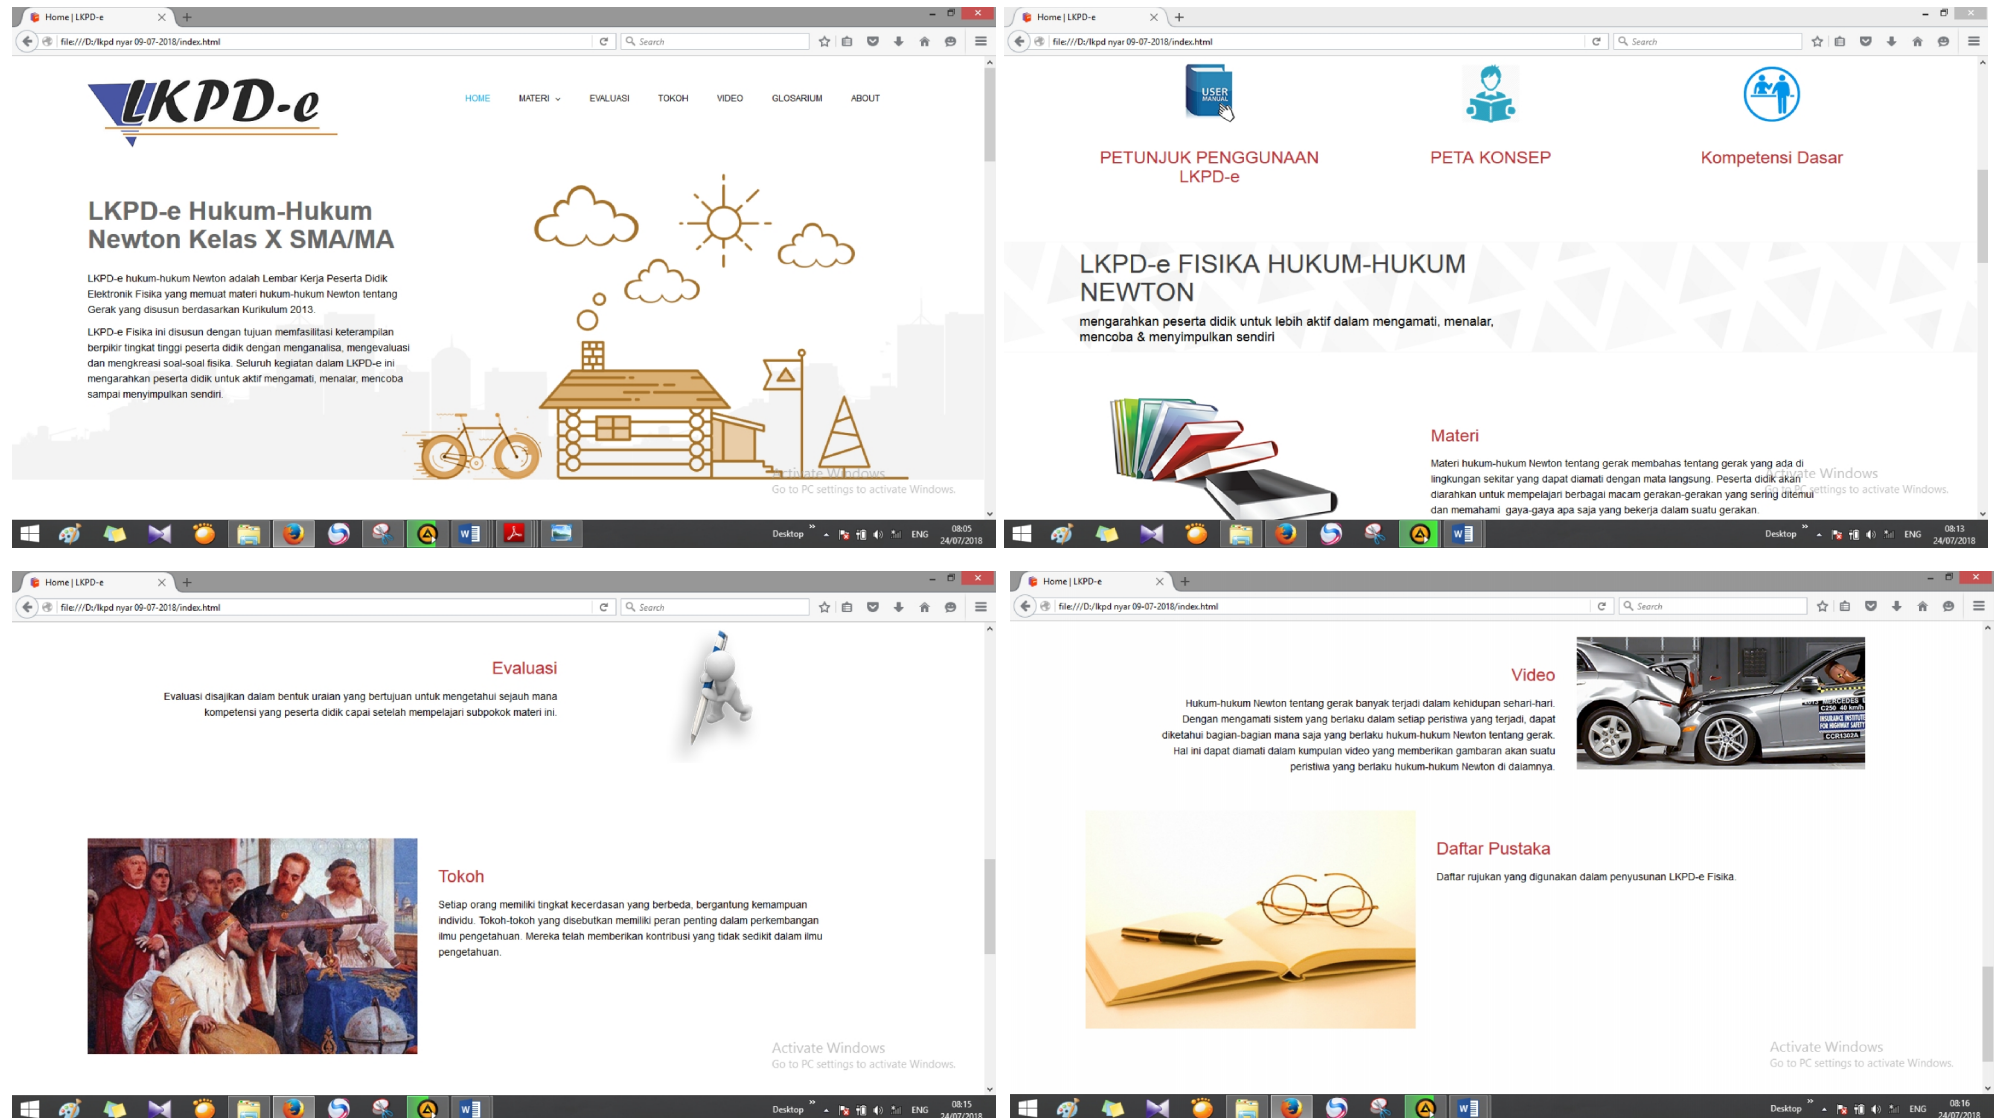 Home | LKPD-e
file:///D:/lkpd nyar 09-07-2018/index.html
Search
LKPD-e
HOME MATERI EVALUASI TOKOH VIDEO GLOSARIUM ABOUT
LKPD-e Hukum-Hukum
Newton Kelas X SMA/MA
LKPD-e hukum-hukum Newton adalah Lembar Kerja Peserta Didik
Elektronik Fisika yang memuat materi hukum-hukum Newton tentang
Gerak yang disusun berdasarkan Kurikulum 2013.
LKPD-e Fisika ini disusun dengan tujuan memfasilitasi keterampilan
berpikir tingkat tinggi peserta didik dengan menganalisa, mengevaluasi
dan mengkreasi soal-soal fisika. Seluruh kegiatan dalam LKPD-e ini
mengarahkan peserta didik untuk aktif mengamati, menalar, mencoba
sampai menyimpulkan sendiri.
Activate Windows
Go to PC settings to activate Windows.
Desktop
ENG
08:05
24/07/2018
Home | LKPD-e
file:///D:/lkpd nyar 09-07-2018/index.html
Search
USER
MANUAL
PETUNJUK PENGGUNAAN
LKPD-e
PETA KONSEP
Kompetensi Dasar
LKPD-e FISIKA HUKUM-HUKUM
NEWTON
mengarahkan peserta didik untuk lebih aktif dalam mengamati, menalar,
mencoba & menyimpulkan sendiri
Materi
Materi hukum-hukum Newton tentang gerak membahas tentang gerak yang ada di
lingkungan sekitar yang dapat diamati dengan mata langsung. Peserta didik akan
diarahkan untuk mempelajari berbagai macam gerakan-gerakan yang sering ditemui
dan memahami gaya-gaya apa saja yang bekerja dalam suatu gerakan.
Activate Windows
Go to PC settings to activate Windows.
Desktop
ENG
08:13
24/07/2018
Home | LKPD-e
file:///D:/lkpd nyar 09-07-2018/index.html
Search
Evaluasi
Evaluasi disajikan dalam bentuk uraian yang bertujuan untuk mengetahui sejauh mana
kompetensi yang peserta didik capai setelah mempelajari subpokok materi ini.
Tokoh
Setiap orang memiliki tingkat kecerdasan yang berbeda, bergantung kemampuan
individu. Tokoh-tokoh yang disebutkan memiliki peran penting dalam perkembangan
ilmu pengetahuan. Mereka telah memberikan kontribusi yang tidak sedikit dalam ilmu
pengetahuan.
Activate Windows
Go to PC settings to activate Windows.
Desktop
ENG
08:15
24/07/2018
Home | LKPD-e
file:///D:/lkpd nyar 09-07-2018/index.html
Search
Video
Hukum-hukum Newton tentang gerak banyak terjadi dalam kehidupan sehari-hari.
Dengan mengamati sistem yang berlaku dalam setiap peristiwa yang terjadi, dapat
diketahui bagian-bagian mana saja yang berlaku hukum-hukum Newton tentang gerak.
Hal ini dapat diamati dalam kumpulan video yang memberikan gambaran akan suatu
peristiwa yang berlaku hukum-hukum Newton di dalamnya.
MERCEDES
C250 40 km/h
INSURANCE INSTITUTE
FOR HIGHWAY SAFETY
CCR1302A
Daftar Pustaka
Daftar rujukan yang digunakan dalam penyusunan LKPD-e Fisika.
Activate Windows
Go to PC settings to activate Windows.
Desktop
ENG
08:16
24/07/2018